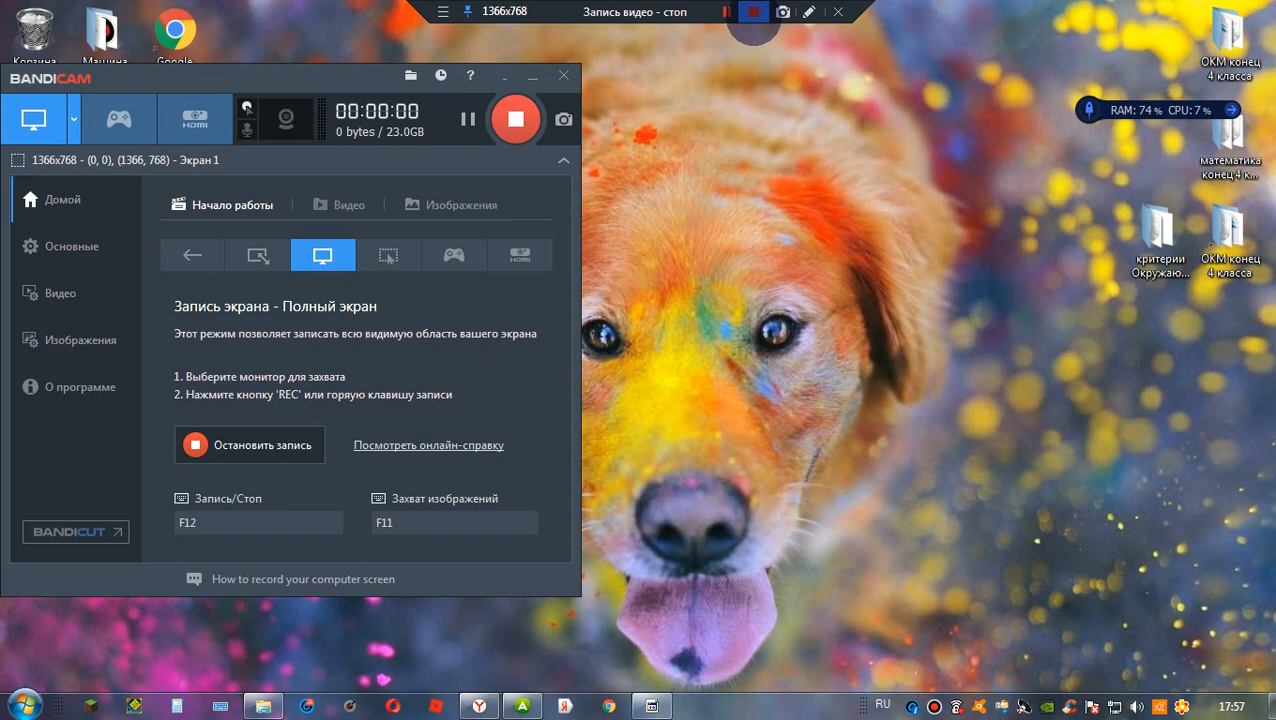 1366x768
Запись видео - стоп
Корзина
Машина
Google
ОКМ конец
4 класса
BANDICAM
00:00:00
0 bytes / 23.0GB
HDMI
RAM: 74 % CPU: 7 %
математика
конец 4 к...
1366x768 - (0, 0), (1366, 768) - Экран 1
Домой
Начало работы
Видео
Изображения
Основные
HDMI
критерии
Окружаю...
ОКМ конец
4 класса
Видео
Запись экрана - Полный экран
Этот режим позволяет записать всю видимую область вашего экрана
Изображения
О программе
1. Выберите монитор для захвата
2. Нажмите кнопку 'REC' или горяую клавишу записи
Остановить запись
Посмотреть онлайн-справку
Запись/Стоп
Захват изображений
F12
F11
BANDICUT
How to record your computer screen
RU
17:57